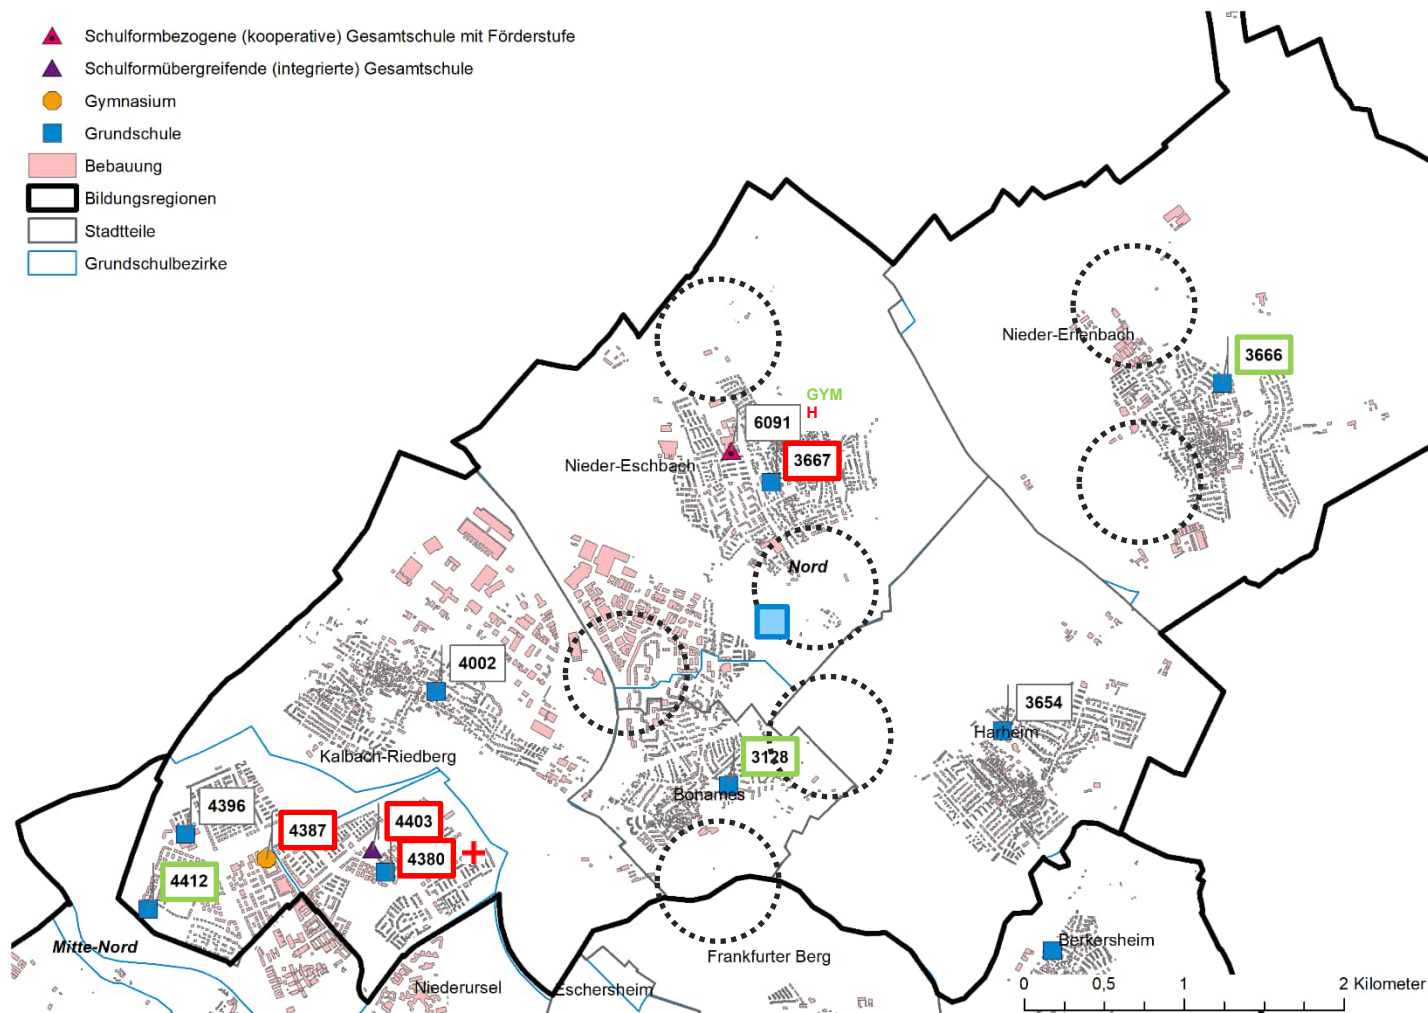 Schulformbezogene (kooperative) Gesamtschule mit Förderstufe
Schulformübergreifende (integrierte) Gesamtschule
Gymnasium
Grundschule
Bebauung
Bildungsregionen
Stadtteile
Grundschulbezirke
Nieder-Erlenbach
3666
GYM
H
6091
3667
Nieder-Eschbach
Nord
4002
3654
Harheim
Kalbach-Riedberg
3128
Bonames
4396
4387
4403
4380
4412
Mitte-Nord
Berkersheim
Frankfurter Berg
Niederursel
Eschersheim
0 0,5 1 2 Kilometer